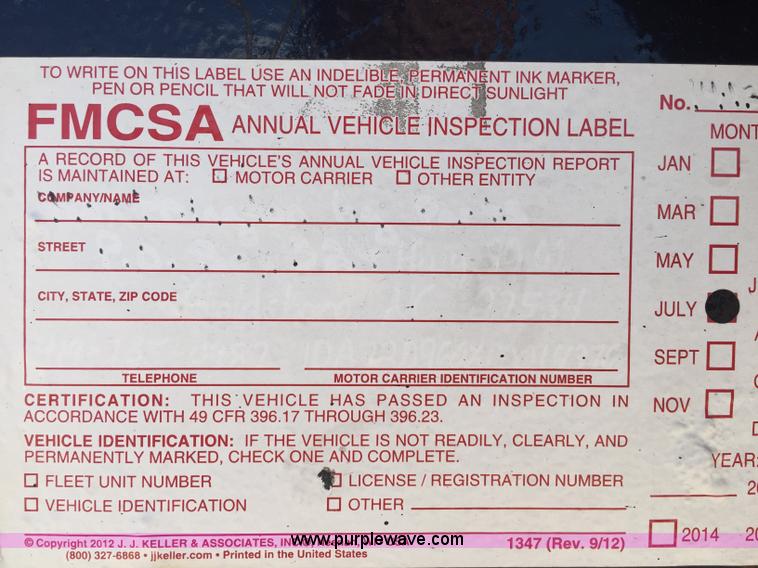 TO WRITE ON THIS LABEL USE AN INDELIBLE, PERMANENT INK MARKER,
PEN OR PENCIL THAT WILL NOT FADE IN DIRECT SUNLIGHT
FMCSA ANNUAL VEHICLE INSPECTION LABEL
No.
A RECORD OF THIS VEHICLE'S ANNUAL VEHICLE INSPECTION REPORT
IS MAINTAINED AT: MOTOR CARRIER OTHER ENTITY
COMPANY/NAME
STREET
CITY, STATE, ZIP CODE
TELEPHONE MOTOR CARRIER IDENTIFICATION NUMBER
CERTIFICATION: THIS VEHICLE HAS PASSED AN INSPECTION IN
ACCORDANCE WITH 49 CFR 396.17 THROUGH 396.23.
VEHICLE IDENTIFICATION: IF THE VEHICLE IS NOT READILY, CLEARLY, AND
PERMANENTLY MARKED, CHECK ONE AND COMPLETE.
FLEET UNIT NUMBER LICENSE / REGISTRATION NUMBER
VEHICLE IDENTIFICATION OTHER
© Copyright 2012 J. J. KELLER & ASSOCIATES, 1347 (Rev. 9/12)
(800) 327-6868 • jjkeller.com • Printed in the United States
www.purplewave.com
MONT
JAN
MAR
MAY
JULY
SEPT
NOV
YEAR:
2014